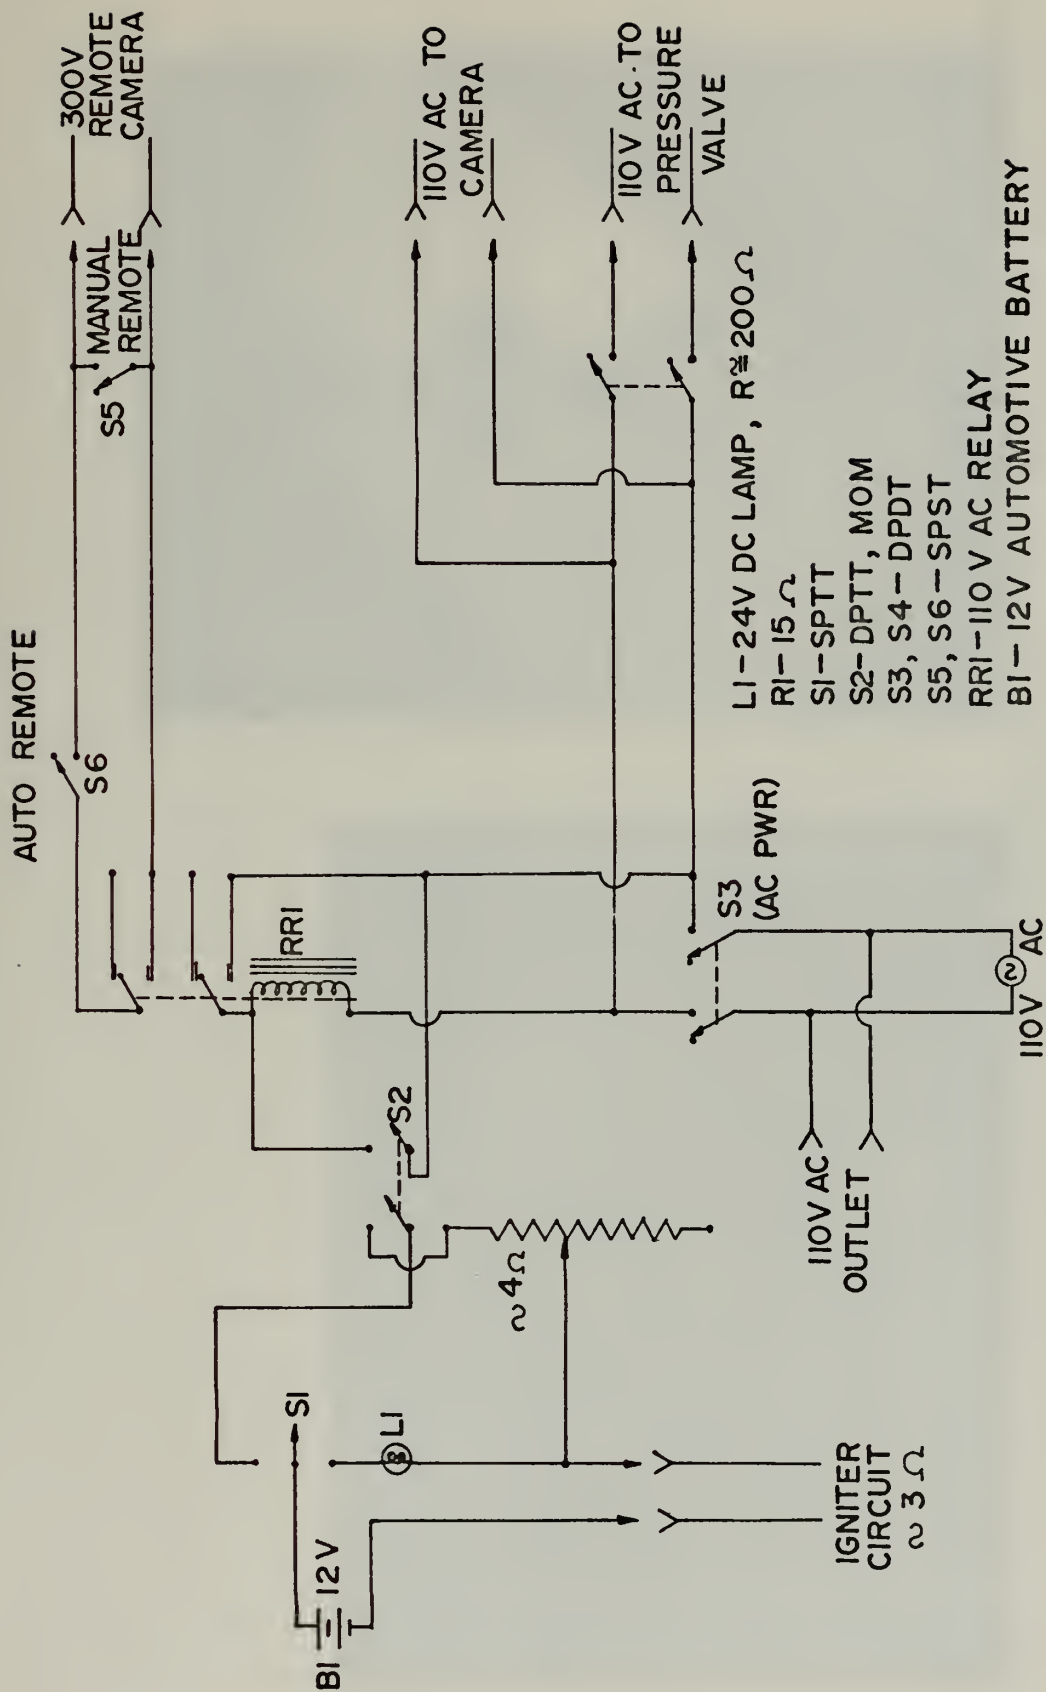 AUTO REMOTE
S6
S5
MANUAL
REMOTE
300V
REMOTE
CAMERA
RR1
S2
110V AC TO
CAMERA
110V AC TO
PRESSURE
VALVE
S1
L1
B1
12V
~4Ω
S3
(AC PWR)
110V AC
OUTLET
110V
AC
IGNITER
CIRCUIT
~3Ω
L1-24V DC LAMP, R≅200Ω
R1-15Ω
S1-SPTT
S2-DPTT, MOM
S3, S4-DPDT
S5, S6-SPST
RR1-110V AC RELAY
B1-12V AUTOMOTIVE BATTERY